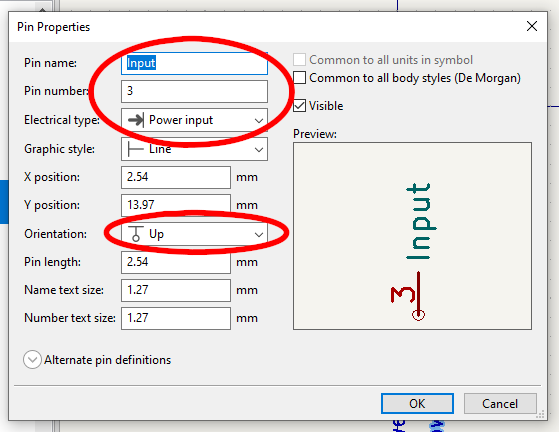 Pin Properties
Pin name: Input
Pin number: 3
Electrical type: Power input
Graphic style: Line
X position: 2.54 mm
Y position: 13.97 mm
Orientation: Up
Pin length: 2.54 mm
Name text size: 1.27 mm
Number text size: 1.27 mm
Alternate pin definitions
Common to all units in symbol
Common to all body styles (De Morgan)
Visible
Preview:
Input
3
OK
Cancel